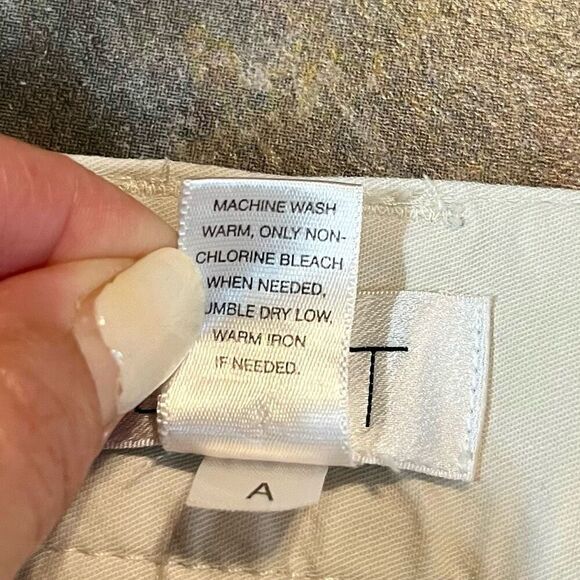 MACHINE WASH
WARM, ONLY NON-
CHLORINE BLEACH
WHEN NEEDED,
UMBLE DRY LOW,
WARM IRON
IF NEEDED.
T
A